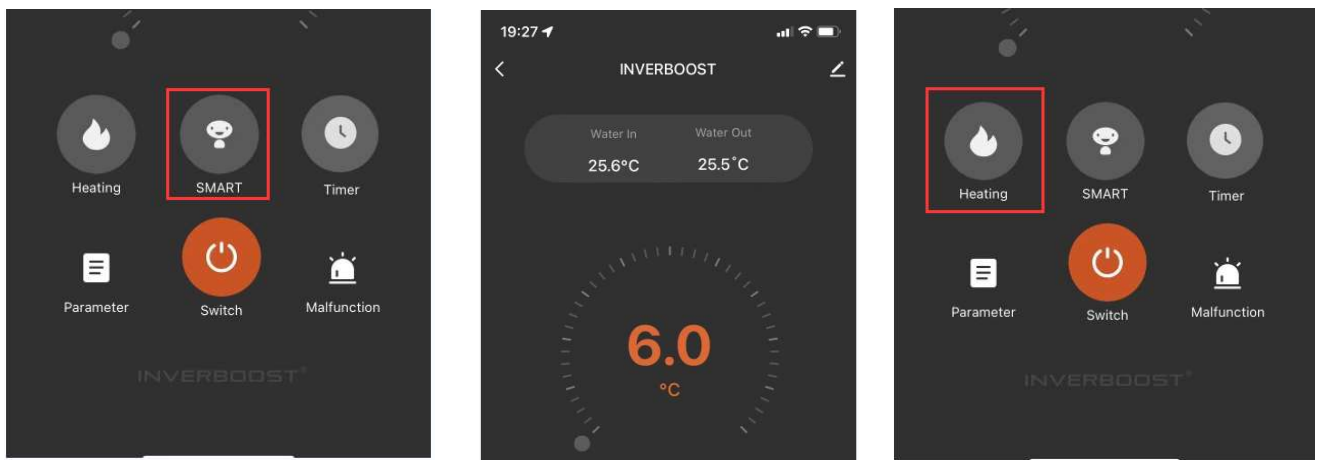 Heating SMART Timer
Parameter Switch Malfunction
INVERBOOST®
19:27
INVERBOOST
Water In Water Out
25.6°C 25.5°C
6.0
°C
Heating SMART Timer
Parameter Switch Malfunction
INVERBOOST®